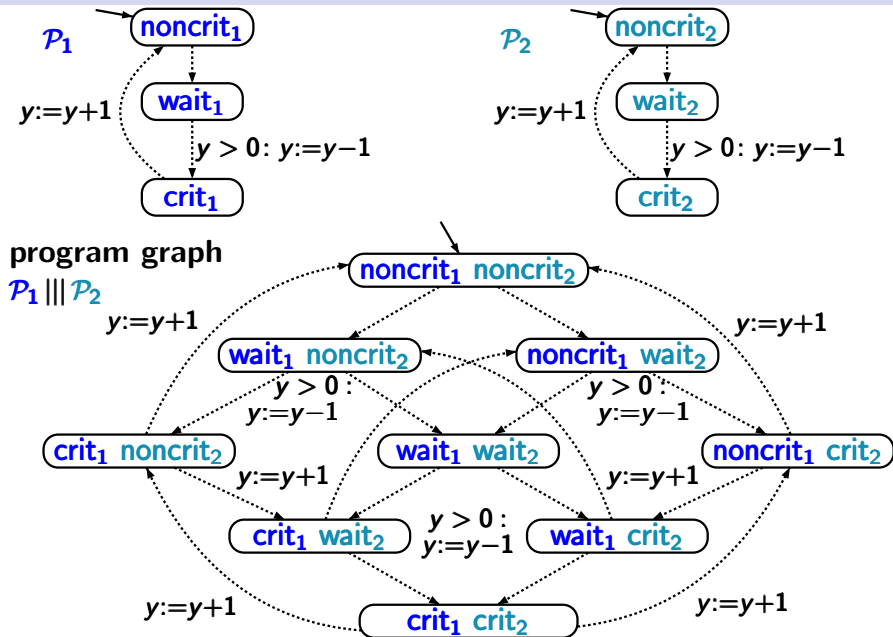 P₁ noncrit₁ P₂ noncrit₂
wait₁ wait₂
y:=y+1 y:=y+1
y > 0: y:=y−1 y > 0: y:=y−1
crit₁ crit₂
program graph
noncrit₁ noncrit₂
P₁ ||| P₂
y:=y+1 y:=y+1
wait₁ noncrit₂ noncrit₁ wait₂
y > 0 : y > 0 :
y:=y−1 y:=y−1
crit₁ noncrit₂ wait₁ wait₂ noncrit₁ crit₂
y:=y+1 y:=y+1
y > 0 :
crit₁ wait₂ wait₁ crit₂
y:=y−1
y:=y+1 y:=y+1
crit₁ crit₂